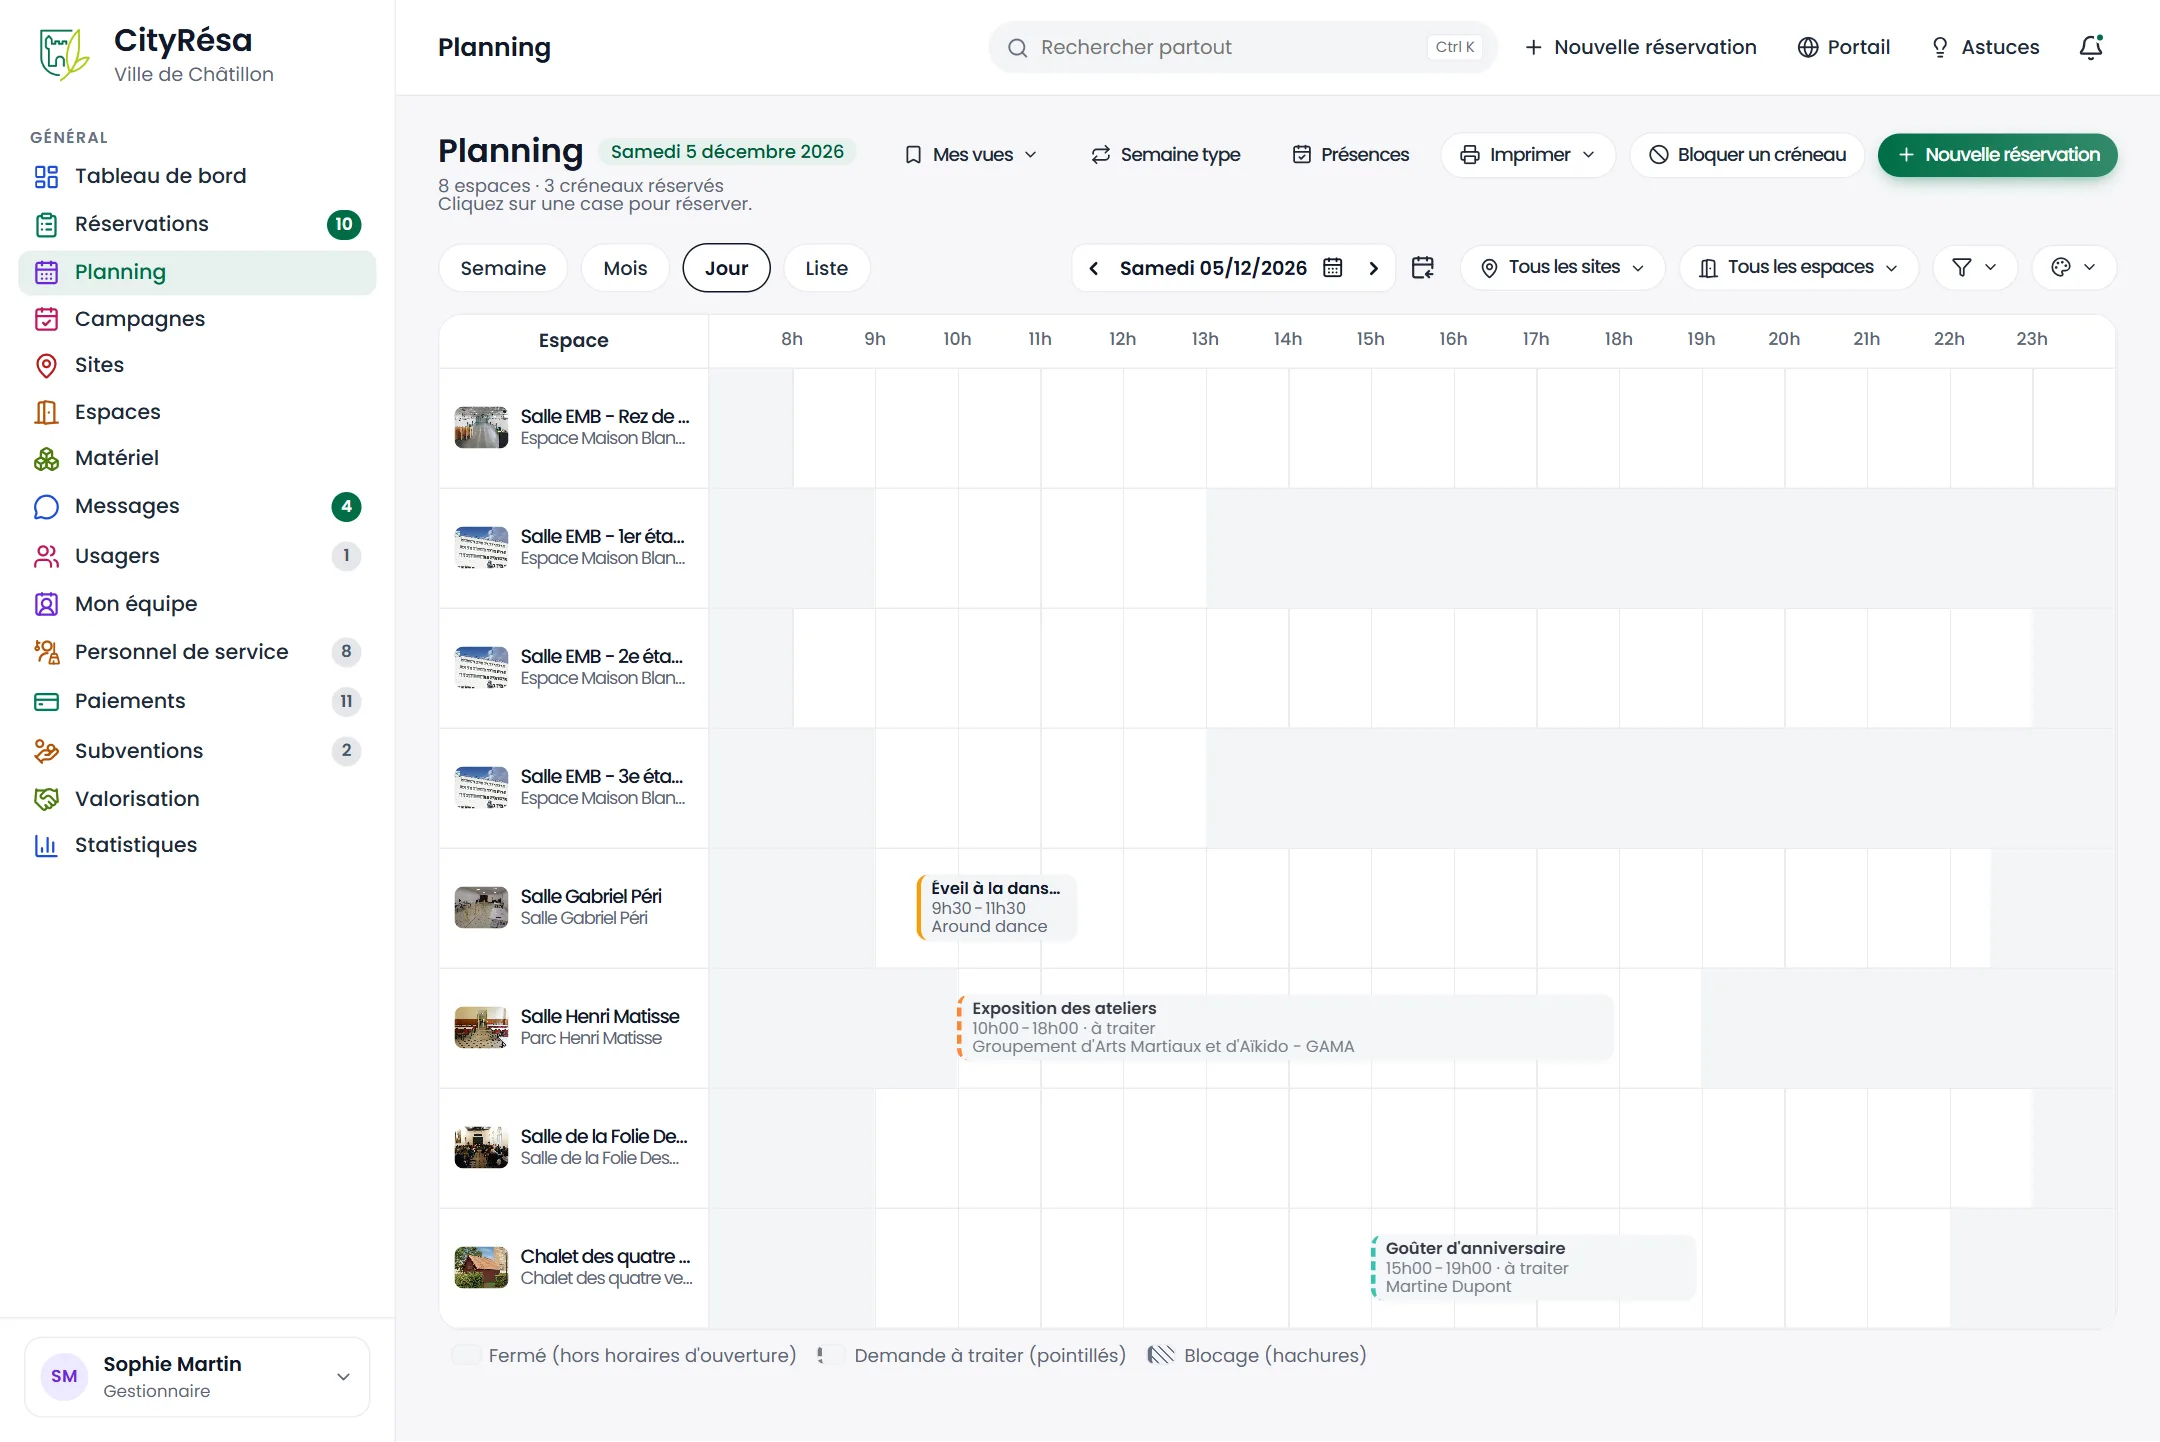 CityRésa
Ville de Châtillon
Planning
Rechercher partout
Ctrl K
Nouvelle réservation
Portail
Astuces
GÉNÉRAL
Tableau de bord
Réservations 10
Planning
Campagnes
Sites
Espaces
Matériel
Messages 4
Usagers 1
Mon équipe
Personnel de service 8
Paiements 11
Subventions 2
Valorisation
Statistiques
Sophie Martin
SM
Gestionnaire
Planning Samedi 5 décembre 2026
8 espaces · 3 créneaux réservés
Cliquez sur une case pour réserver.
Mes vues
Semaine type
Présences
Imprimer
Bloquer un créneau
Nouvelle réservation
Semaine Mois Jour Liste
Samedi 05/12/2026
Tous les sites
Tous les espaces
Espace 8h 9h 10h 11h 12h 13h 14h 15h 16h 17h 18h 19h 20h 21h 22h 23h
Salle EMB - Rez de ...
Espace Maison Blan...
Salle EMB - 1er éta...
Espace Maison Blan...
Salle EMB - 2e éta...
Espace Maison Blan...
Salle EMB - 3e éta...
Espace Maison Blan...
Salle Gabriel Péri
Salle Gabriel Péri
Éveil à la dans...
9h30 - 11h30
Around dance
Salle Henri Matisse
Parc Henri Matisse
Exposition des ateliers
10h00 - 18h00 · à traiter
Groupement d'Arts Martiaux et d'Aïkido - GAMA
Salle de la Folie De...
Salle de la Folie Des...
Chalet des quatre ...
Chalet des quatre ve...
Goûter d'anniversaire
15h00 - 19h00 · à traiter
Martine Dupont
Fermé (hors horaires d'ouverture)
Demande à traiter (pointillés)
Blocage (hachures)